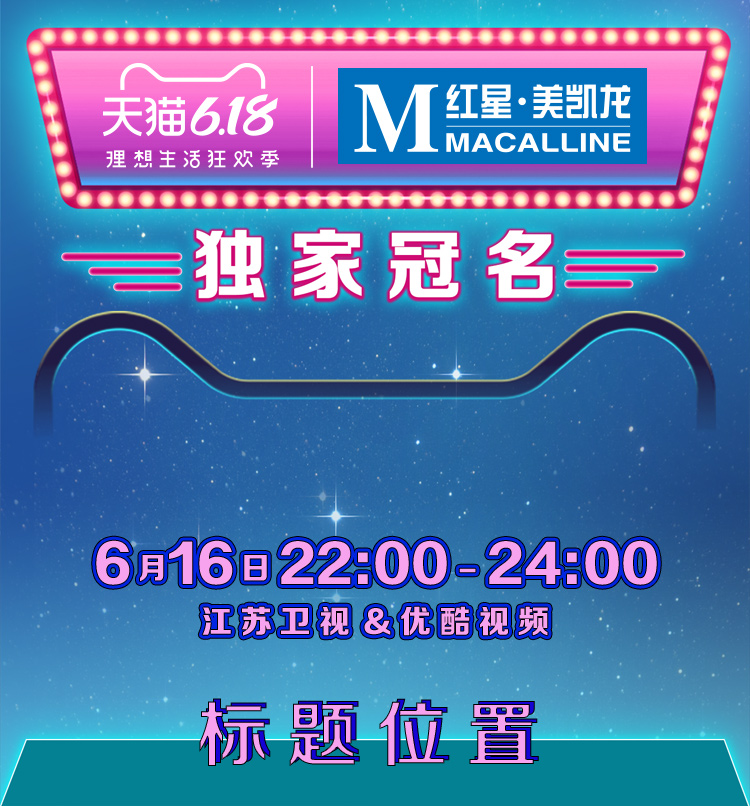 天猫6.18
理想生活狂欢季
M 红星·美凯龙
MACALLINE
独家冠名
6月16日22:00-24:00
江苏卫视&优酷视频
标题位置